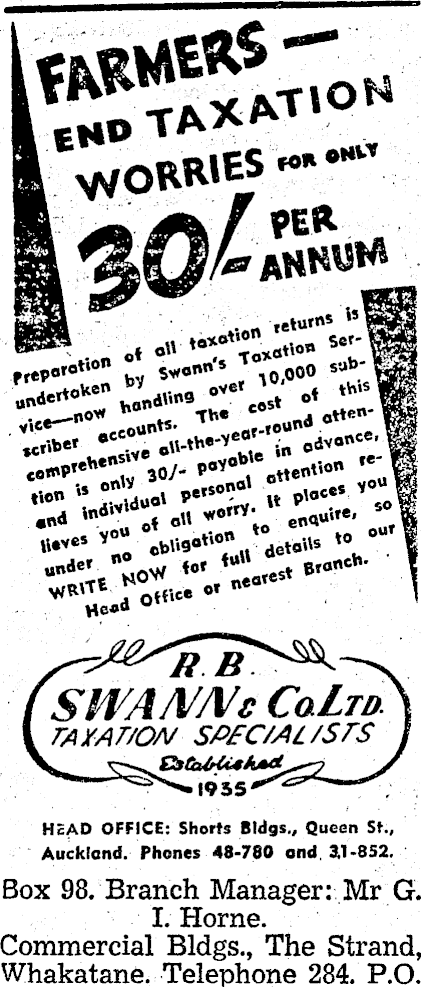 FARMERS—
END TAXATION
WORRIES FOR ONLY
30/- PER
ANNUM
Preparation of all taxation returns is
undertaken by Swann's Taxation Ser-
vice—now handling over 10,000 sub-
scriber accounts. The cost of this
comprehensive all-the-year-round atten-
tion is only 30/- payable in advance,
and individual personal attention re-
lieves you of all worry. It places you
under no obligation to enquire, so
WRITE NOW for full details to our
Head Office or nearest Branch.
R. B.
SWANN & Co. LTD.
TAXATION SPECIALISTS
Established
1935
HEAD OFFICE: Shorts Bldgs., Queen St.,
Auckland. Phones 48-780 and 31-852.
Box 98. Branch Manager: Mr G.
I. Horne.
Commercial Bldgs., The Strand,
Whakatane. Telephone 284. P.O.